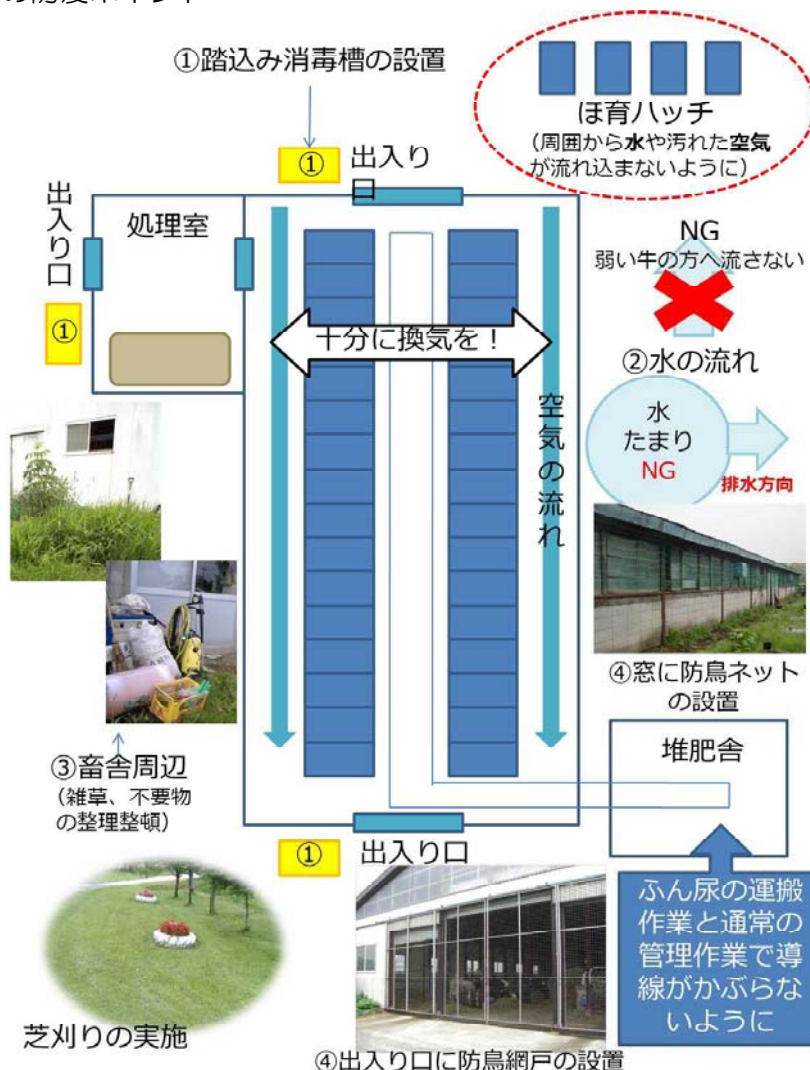 の防疫ポイント
①踏込み消毒槽の設置
①
出入り
口
ほ育ハッチ
(周囲から水や汚れた空気
が流れ込まないように)
出入り口
処理室
①
NG
弱い牛の方へ流さない
十分に換気を！
②水の流れ
水
たまり
NG
排水方向
空気の流れ
④窓に防鳥ネット
の設置
③畜舎周辺
(雑草、不要物
の整理整頓)
堆肥舎
①
出入り口
ふん尿の運搬
作業と通常の
管理作業で導
線がかぶらな
いように
芝刈りの実施
④出入り口に防鳥網戸の設置